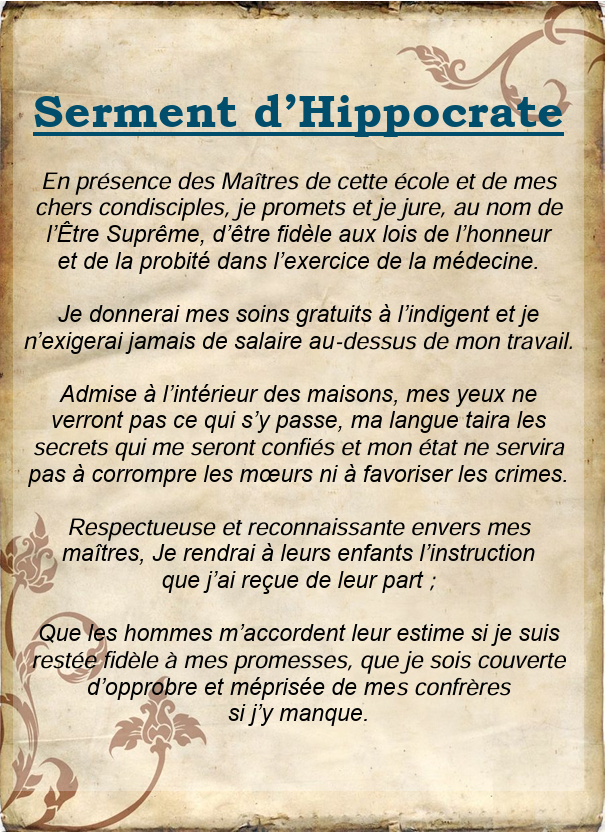 Serment d’Hippocrate
En présence des Maîtres de cette école et de mes
chers condisciples, je promets et je jure, au nom de
l’Être Suprême, d’être fidèle aux lois de l’honneur
et de la probité dans l’exercice de la médecine.
Je donnerai mes soins gratuits à l’indigent et je
n’exigerai jamais de salaire au-dessus de mon travail.
Admise à l’intérieur des maisons, mes yeux ne
verront pas ce qui s’y passe, ma langue taira les
secrets qui me seront confiés et mon état ne servira
pas à corrompre les mœurs ni à favoriser les crimes.
Respectueuse et reconnaissante envers mes
maîtres, Je rendrai à leurs enfants l’instruction
que j’ai reçue de leur part ;
Que les hommes m’accordent leur estime si je suis
restée fidèle à mes promesses, que je sois couverte
d’opprobre et méprisée de mes confrères
si j’y manque.